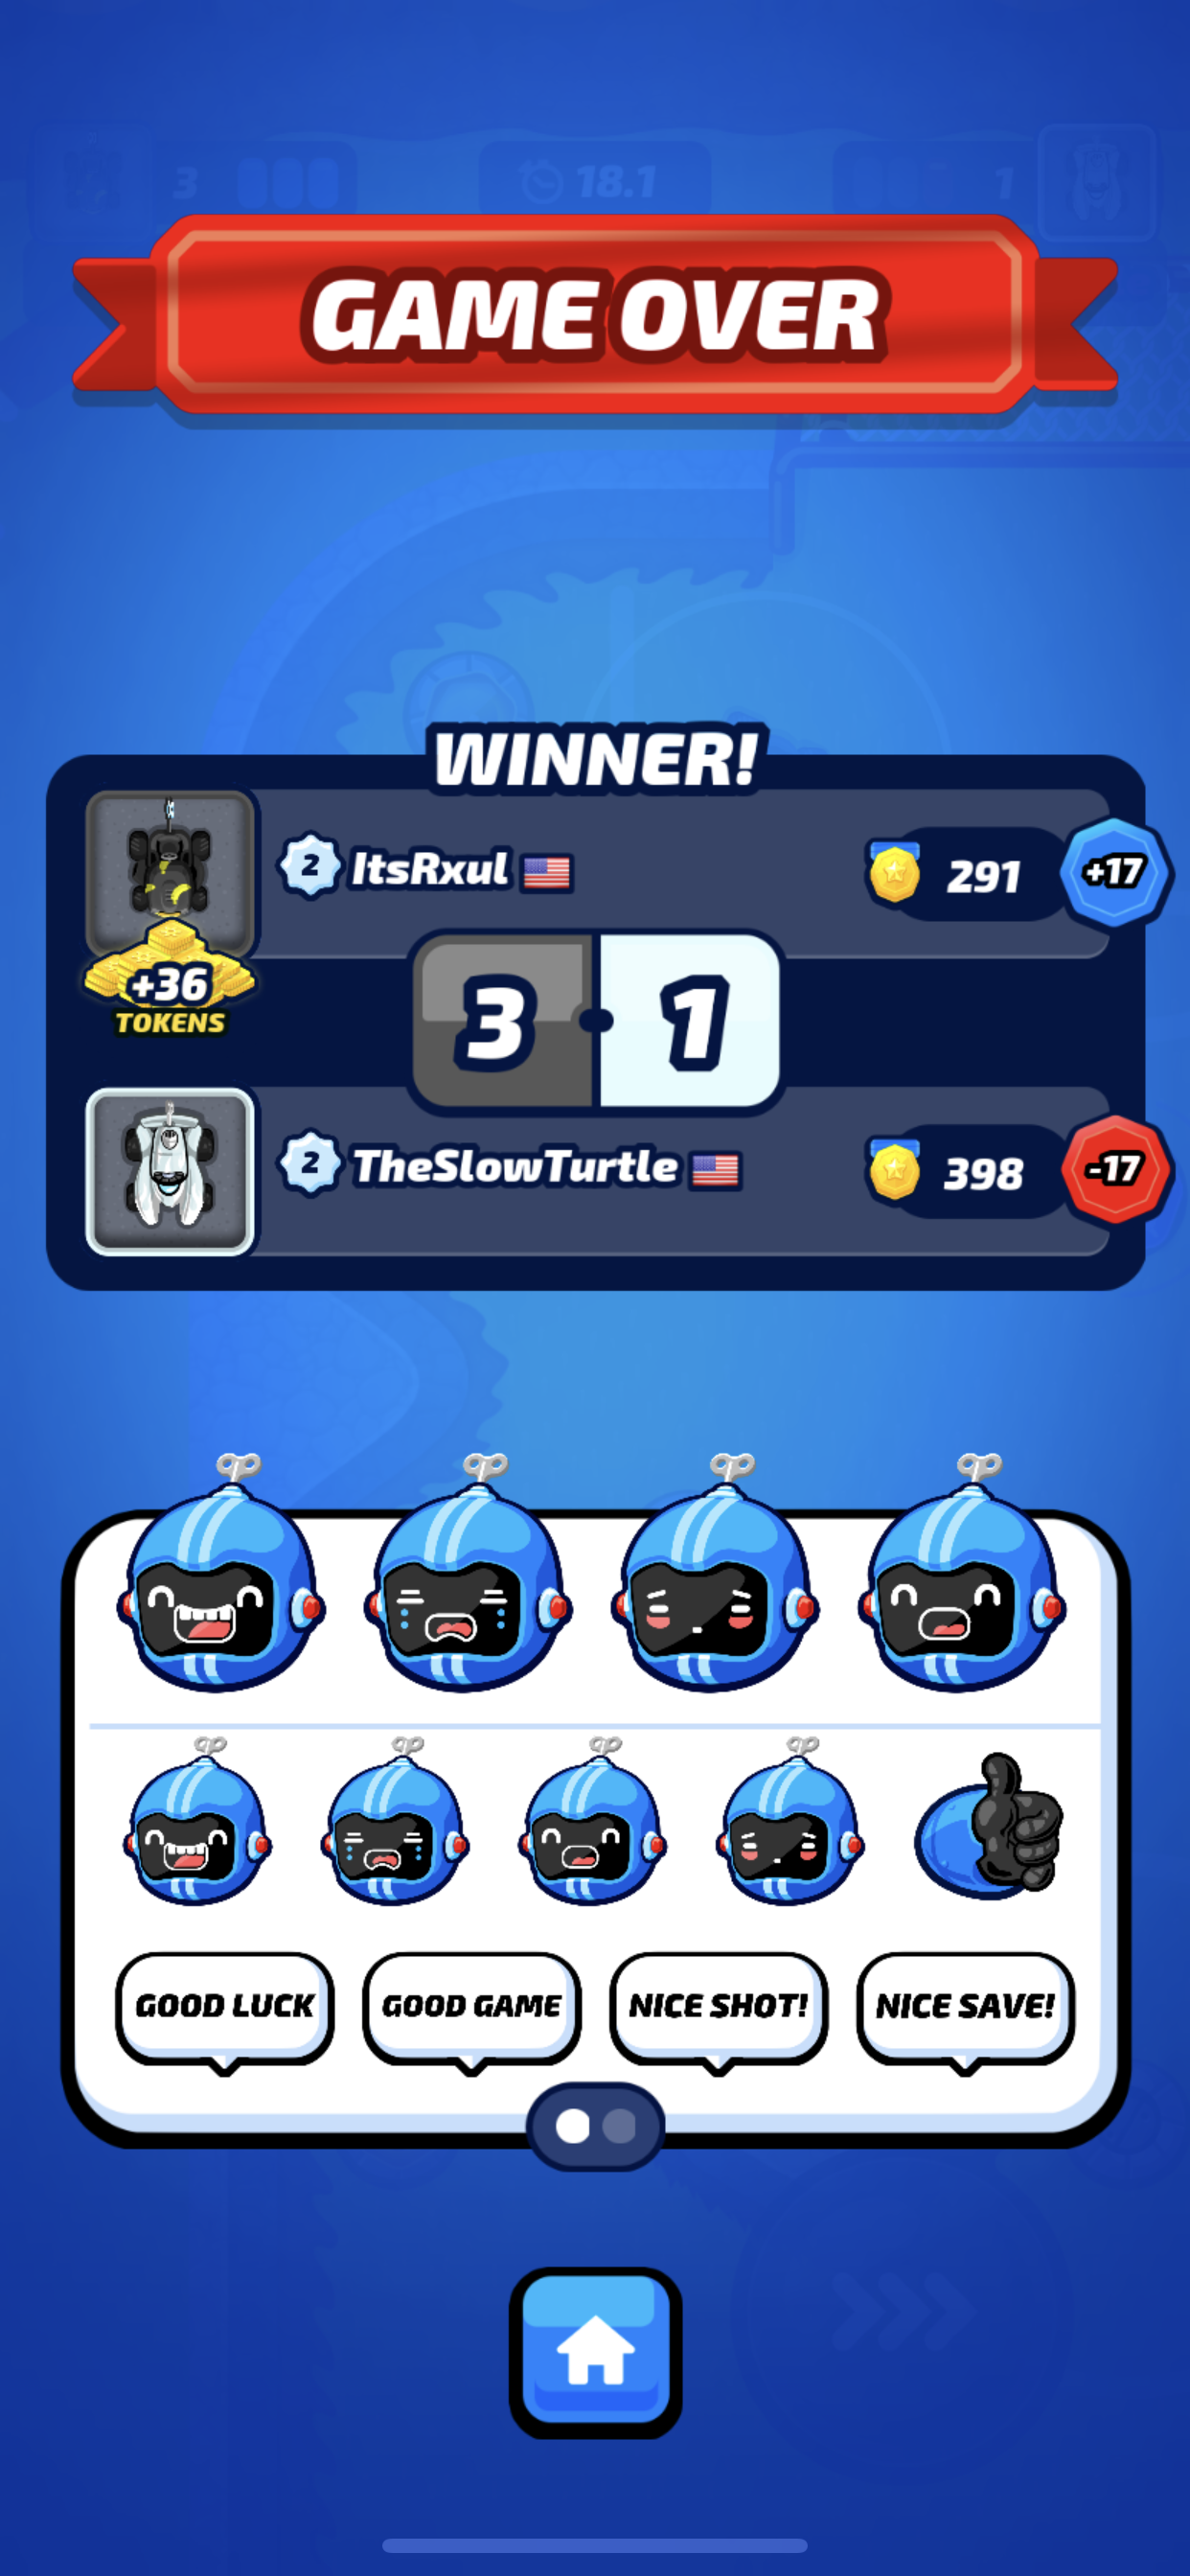 3 18.1 1
GAME OVER
WINNER!
2 ItsRxul 291 +17
+36
TOKENS
3 1
2 TheSlowTurtle 398 -17
GOOD LUCK GOOD GAME NICE SHOT! NICE SAVE!